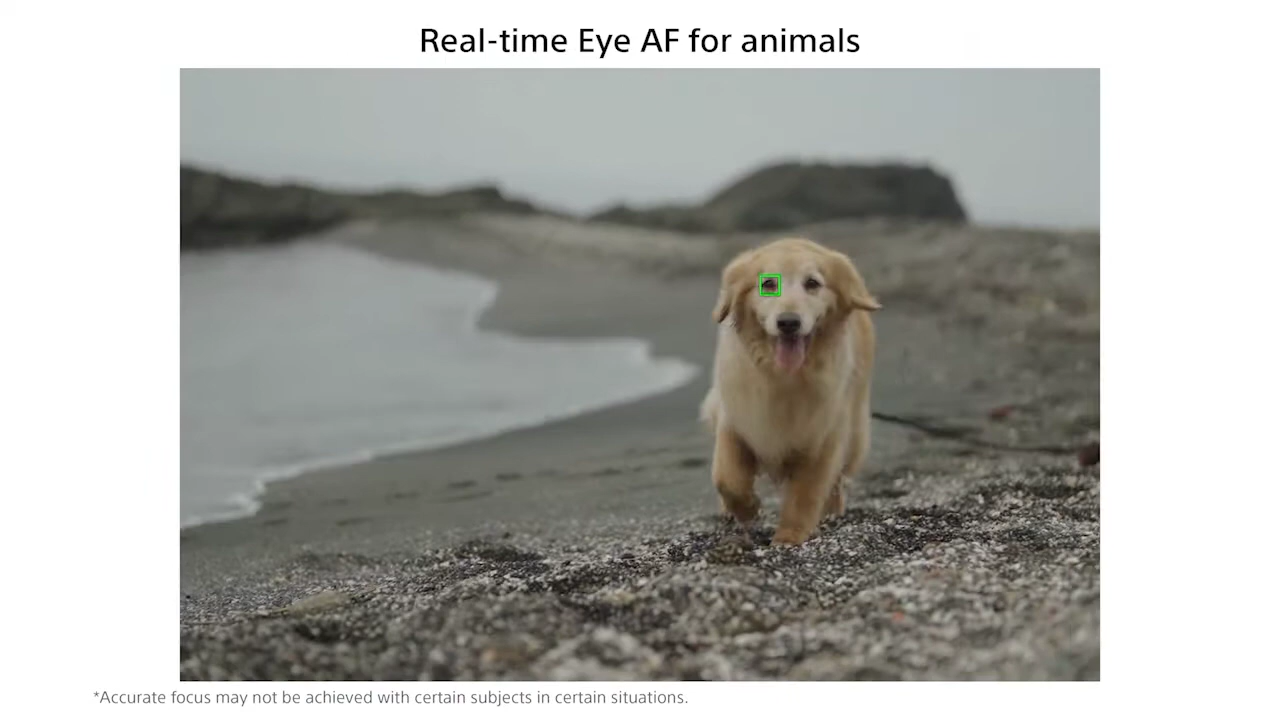 Real-time Eye AF for animals
*Accurate focus may not be achieved with certain subjects in certain situations.